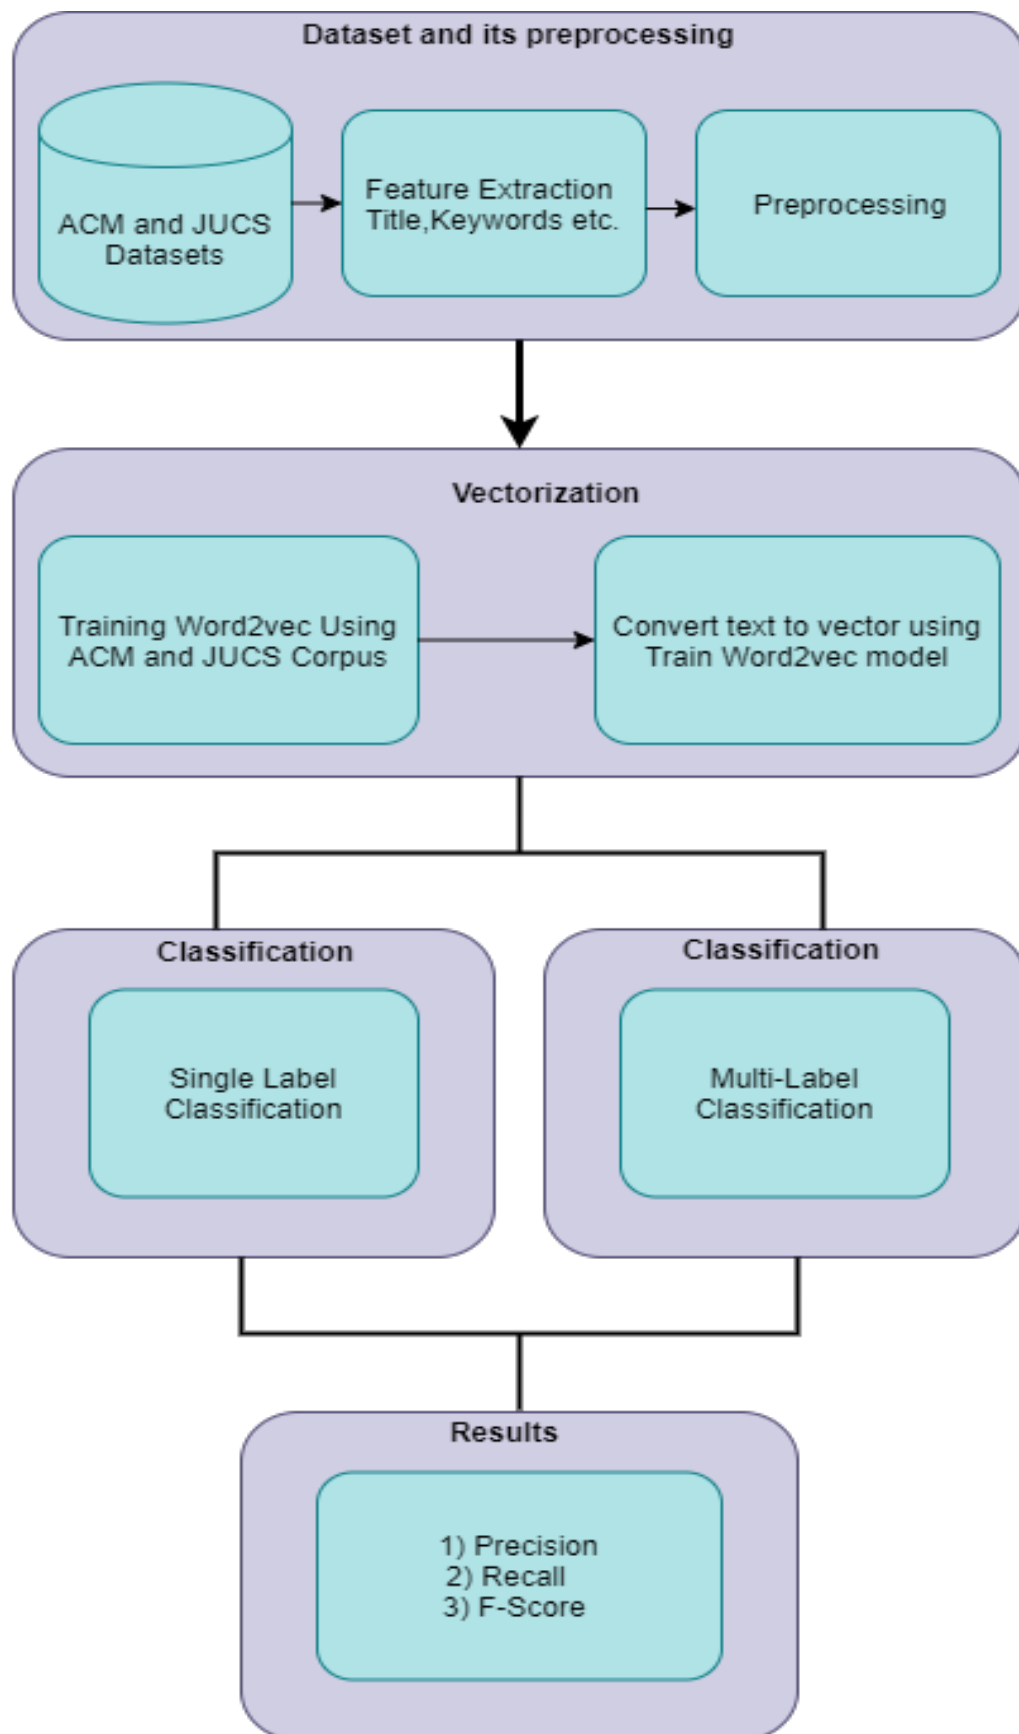 Dataset and its preprocessing
ACM and JUCS
Datasets
Feature Extraction
Title,Keywords etc.
Preprocessing
Vectorization
Training Word2vec Using
ACM and JUCS Corpus
Convert text to vector using
Train Word2vec model
Classification
Single Label
Classification
Classification
Multi-Label
Classification
Results
1) Precision
2) Recall
3) F-Score